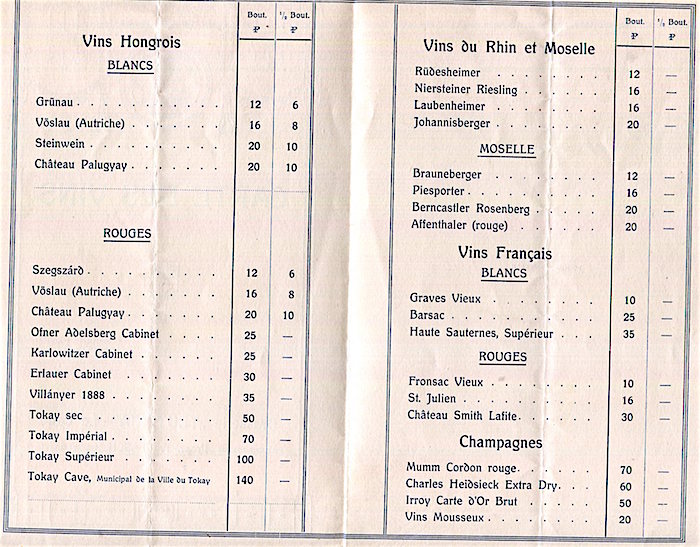 Bout. ½ Bout.
₽ ₽
Vins Hongrois
BLANCS
Grünau 12 6
Vöslau (Autriche) 16 8
Steinwein 20 10
Château Palugyay 20 10
ROUGES
Szegszárd 12 6
Vöslau (Autriche) 16 8
Château Palugyay 20 10
Ofner Adelsberg Cabinet 25 —
Karlowitzer Cabinet 25 —
Erlauer Cabinet 30 —
Villányer 1888 35 —
Tokay sec 50 —
Tokay Impérial 70 —
Tokay Supérieur 100 —
Tokay Cave, Municipal de la Ville du Tokay 140 —
Bout. ½ Bout.
₽ ₽
Vins du Rhin et Moselle
Rüdesheimer 12 —
Niersteiner Riesling 16 —
Laubenheimer 16 —
Johannisberger 20 —
MOSELLE
Brauneberger 12 —
Piesporter 16 —
Berncastler Rosenberg 20 —
Affenthaler (rouge) 20 —
Vins Français
BLANCS
Graves Vieux 10 —
Barsac 25 —
Haute Sauternes, Supérieur 35 —
ROUGES
Fronsac Vieux 10 —
St. Julien 16 —
Château Smith Lafite 30 —
Champagnes
Mumm Cordon rouge 70 —
Charles Heidsieck Extra Dry 60 —
Irroy Carte d'Or Brut 50 —
Vins Mousseux 20 —